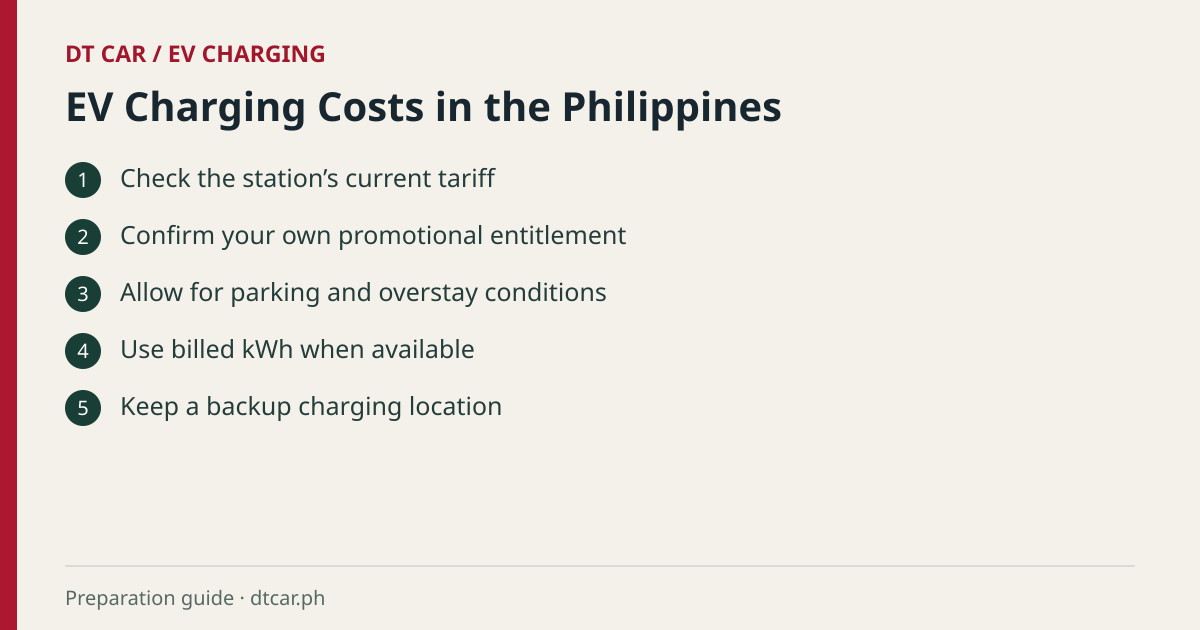 DT CAR / EV CHARGING
EV Charging Costs in the Philippines
1 Check the station’s current tariff
2 Confirm your own promotional entitlement
3 Allow for parking and overstay conditions
4 Use billed kWh when available
5 Keep a backup charging location
Preparation guide · dtcar.ph